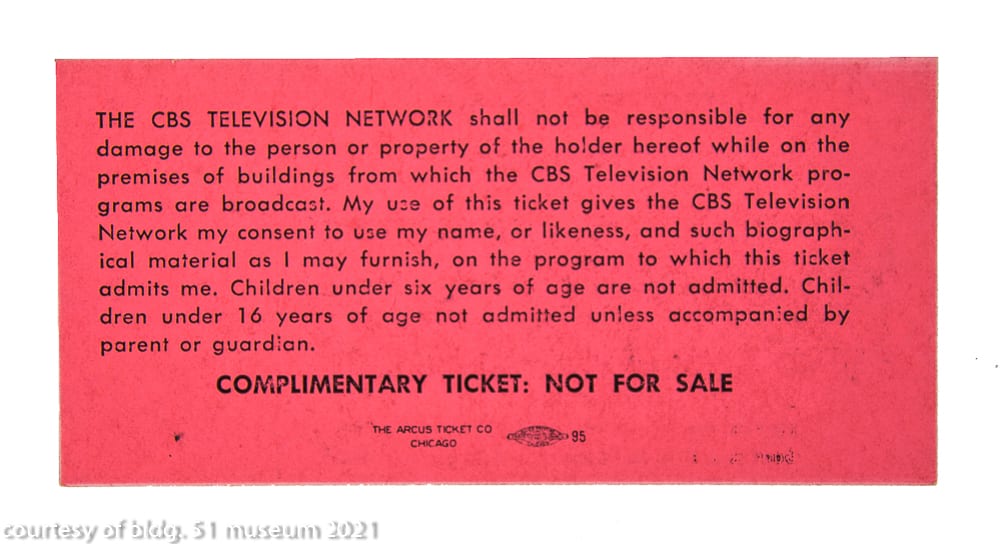 THE CBS TELEVISION NETWORK shall not be responsible for any
damage to the person or property of the holder hereof while on the
premises of buildings from which the CBS Television Network pro-
grams are broadcast. My use of this ticket gives the CBS Television
Network my consent to use my name, or likeness, and such biograph-
ical material as I may furnish, on the program to which this ticket
admits me. Children under six years of age are not admitted. Chil-
dren under 16 years of age not admitted unless accompanied by
parent or guardian.
COMPLIMENTARY TICKET: NOT FOR SALE
THE ARCUS TICKET CO
CHICAGO
95
courtesy of bldg. 51 museum 2021